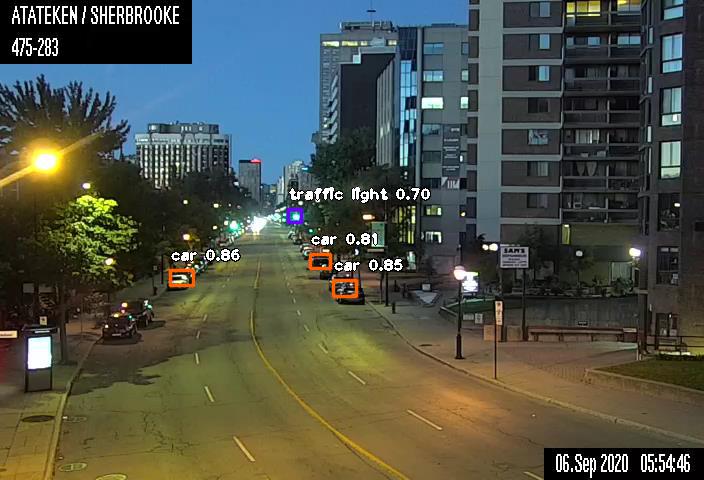 ATATEKEN / SHERBROOKE
475-283
traffic light 0.70
car 0.81
car 0.86
car 0.85
SAM'S
06.Sep 2020 05:54:46